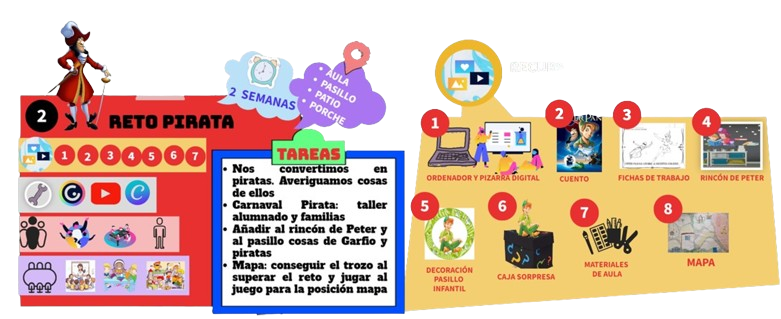 2 SEMANAS
• AULA
• PASILLO
• PATIO
• PORCHE
2
RETO PIRATA
1 2 3 4 5 6 7
TAREAS
• Nos convertimos en
piratas. Averiguamos cosas
de ellos
• Carnaval Pirata: taller
alumnado y familias
• Añadir al rincón de Peter y
al pasillo cosas de Garfio y
piratas
• Mapa: conseguir el trozo al
superar el reto y jugar al
juego para la posición mapa
1
ORDENADOR Y PIZARRA DIGITAL
2
CUENTO
3
FICHAS DE TRABAJO
4
RINCÓN DE PETER
5
DECORACIÓN
PASILLO
INFANTIL
6
CAJA SORPRESA
7
MATERIALES
DE AULA
8
MAPA